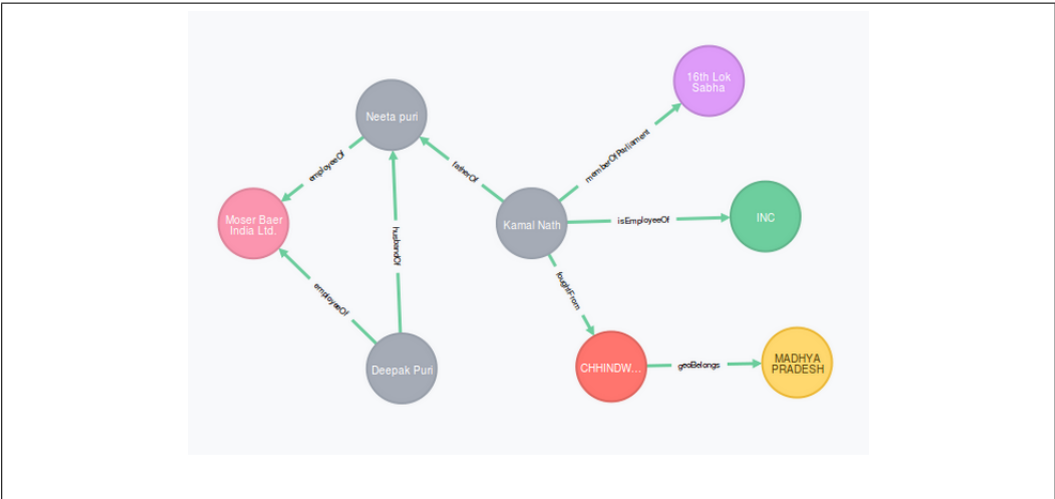 16th Lok
Sabha
Neeta puri
employeeOf
fatherOf
memberOfParliament
Moser Baer
India Ltd.
husbandOf
Kamal Nath
isEmployeeOf
INC
employeeOf
foughtFrom
Deepak Puri
CHHINDW...
geoBelongs
MADHYA
PRADESH